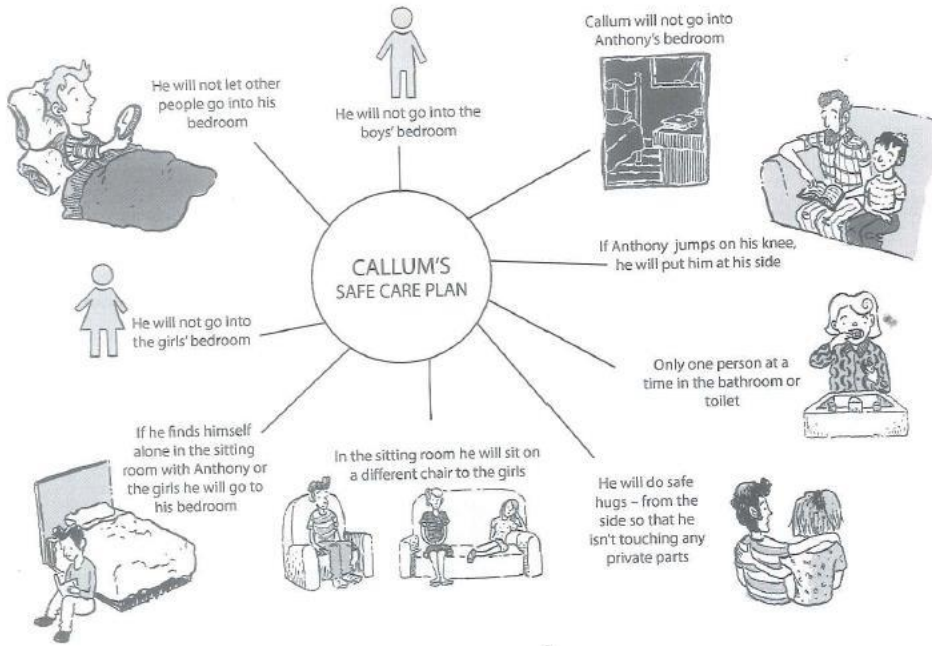 CALLUM'S
SAFE CARE PLAN
He will not let other
people go into his
bedroom
He will not go into the
boys' bedroom
Callum will not go into
Anthony's bedroom
If Anthony jumps on his knee,
he will put him at his side
Only one person at a
time in the bathroom or
toilet
He will do safe
hugs – from the
side so that he
isn't touching any
private parts
In the sitting room he will sit on
a different chair to the girls
If he finds himself
alone in the sitting
room with Anthony or
the girls he will go to
his bedroom
He will not go into
the girls' bedroom